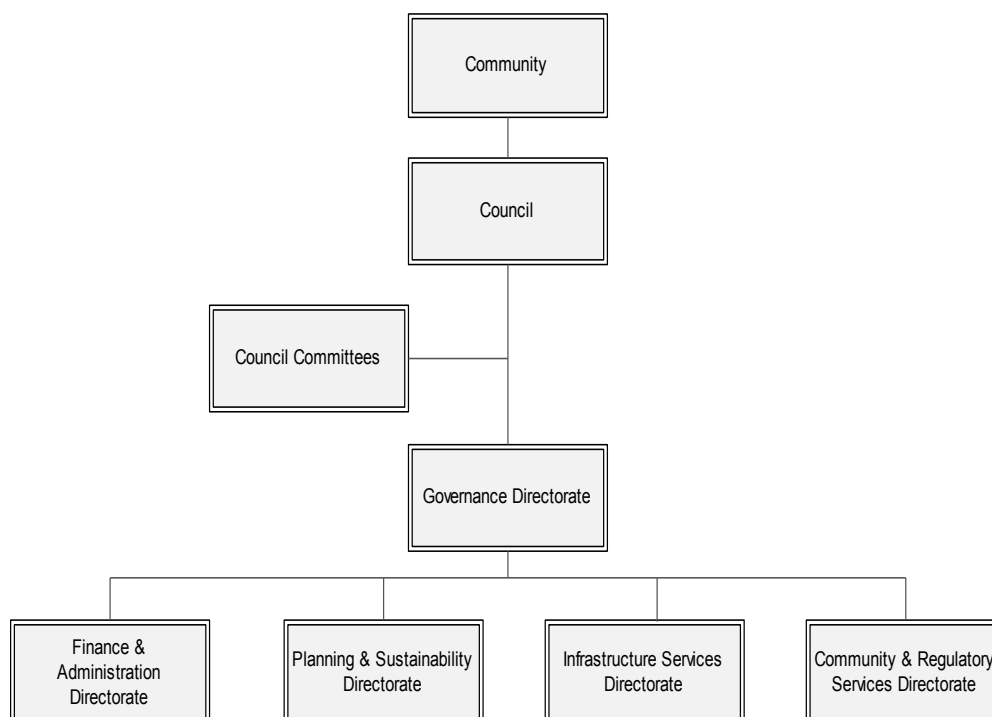 Community
Council
Council Committees
Governance Directorate
Finance &
Administration
Directorate
Planning & Sustainability
Directorate
Infrastructure Services
Directorate
Community & Regulatory
Services Directorate